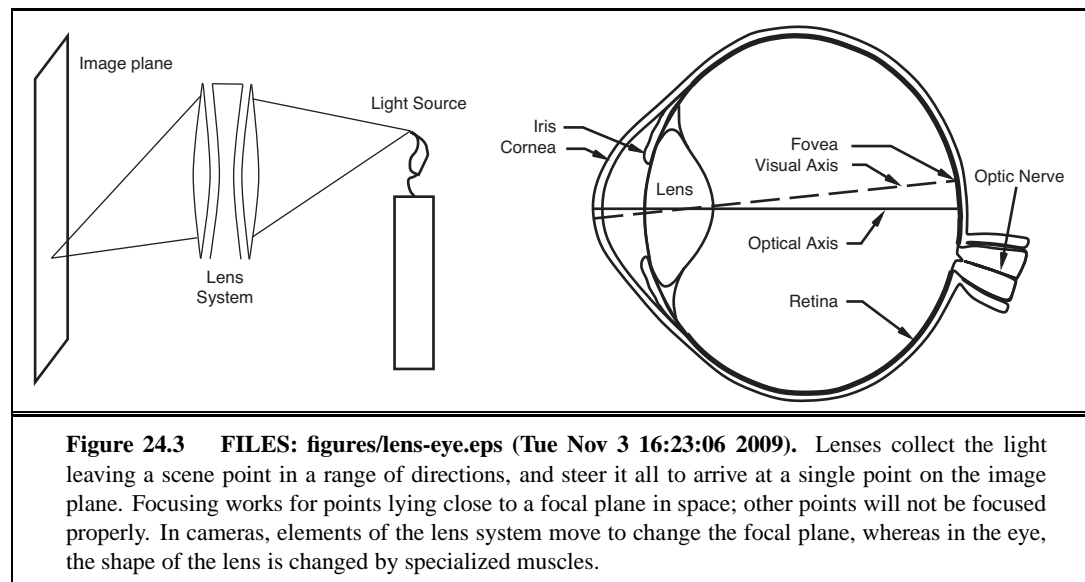 Image plane
Light Source
Lens
System
Iris
Cornea
Lens
Fovea
Visual Axis
Optic Nerve
Optical Axis
Retina
Figure 24.3 FILES: figures/lens-eye.eps (Tue Nov 3 16:23:06 2009). Lenses collect the light
leaving a scene point in a range of directions, and steer it all to arrive at a single point on the image
plane. Focusing works for points lying close to a focal plane in space; other points will not be focused
properly. In cameras, elements of the lens system move to change the focal plane, whereas in the eye,
the shape of the lens is changed by specialized muscles.